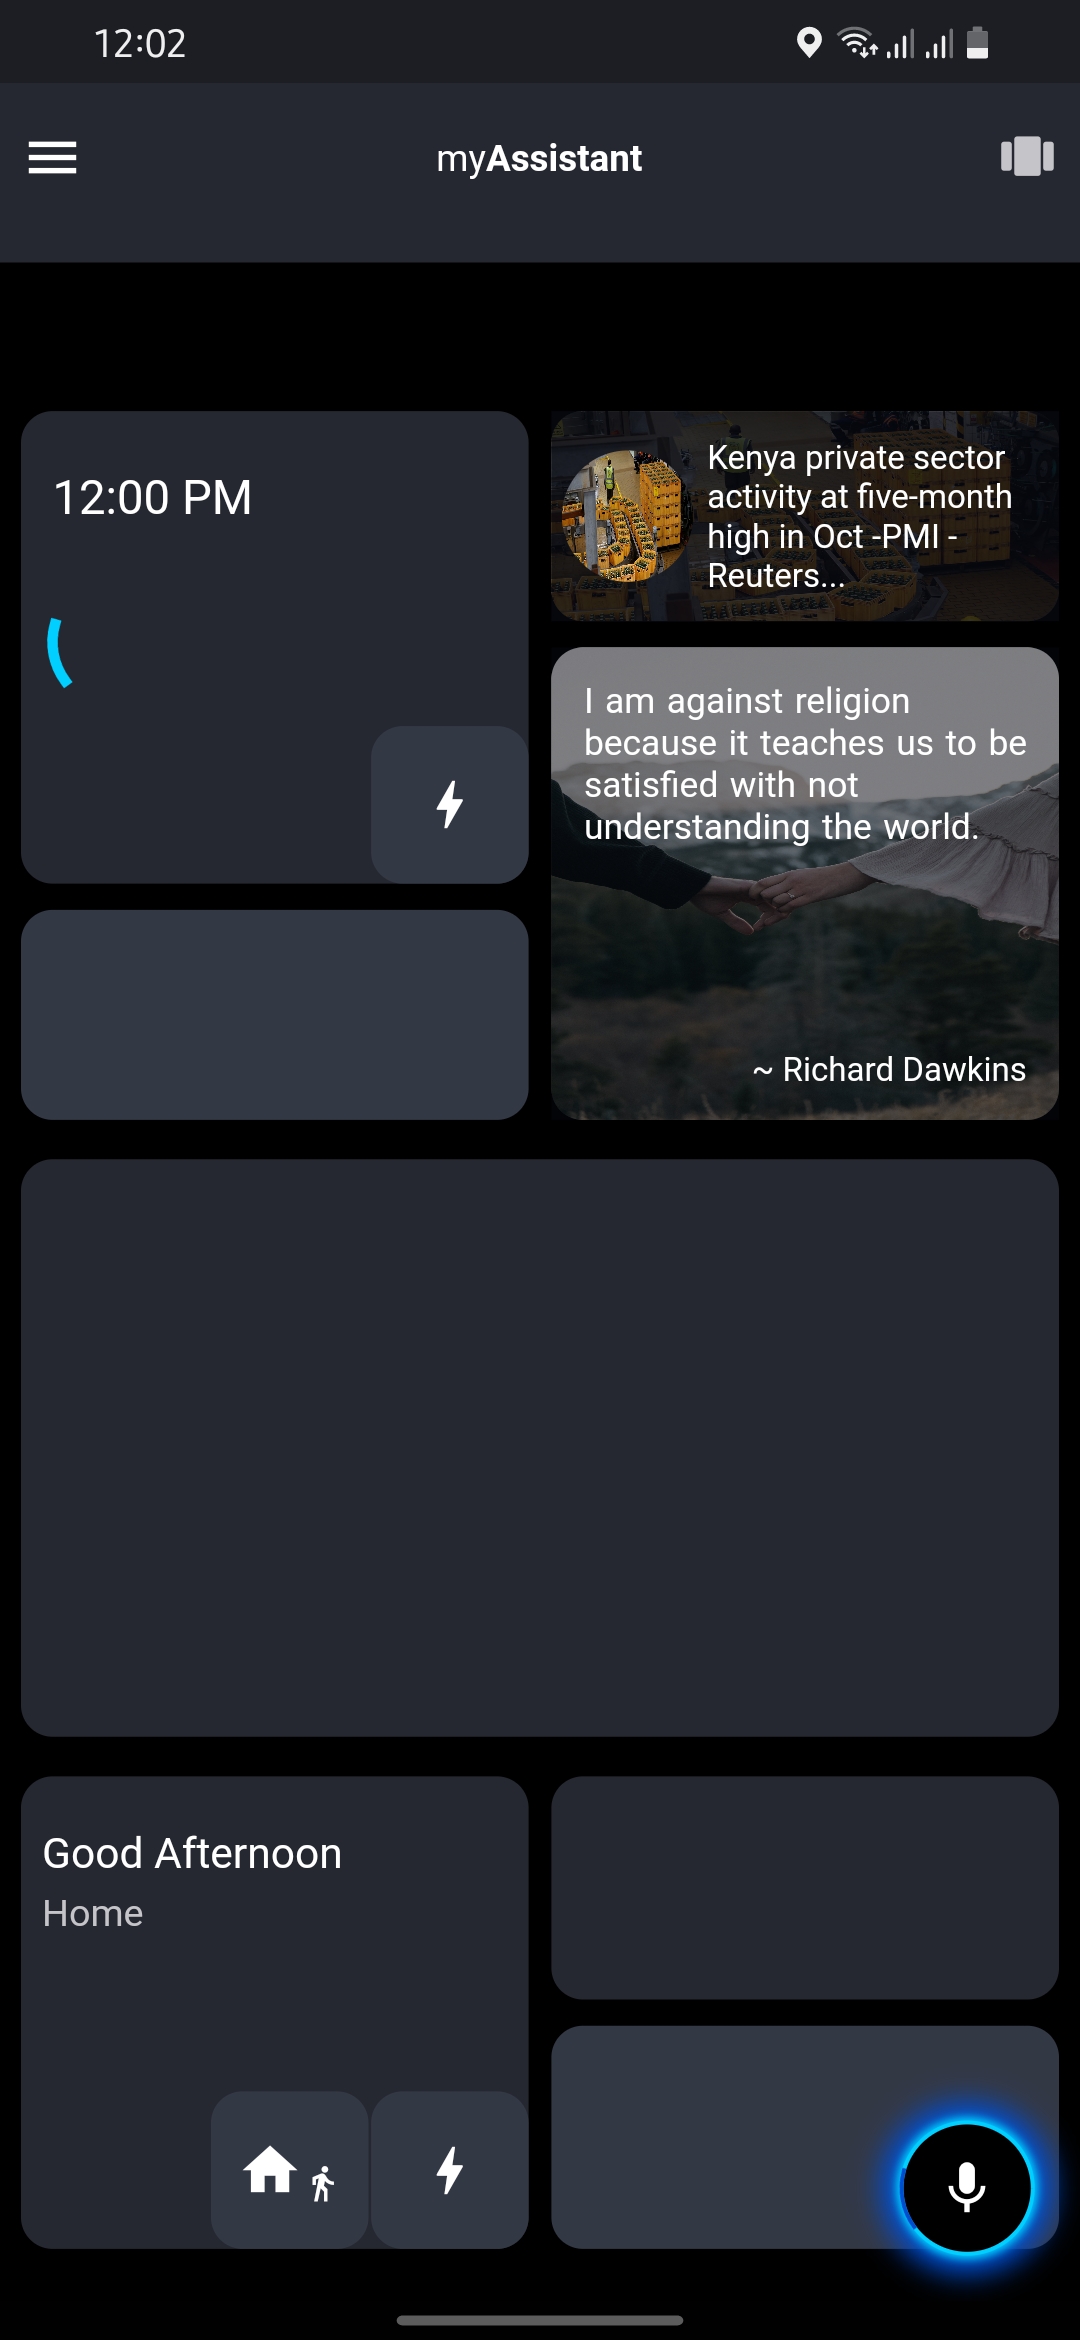 12:02
myAssistant
12:00 PM
Kenya private sector
activity at five-month
high in Oct -PMI -
Reuters...
I am against religion
because it teaches us to be
satisfied with not
understanding the world.
~ Richard Dawkins
Good Afternoon
Home